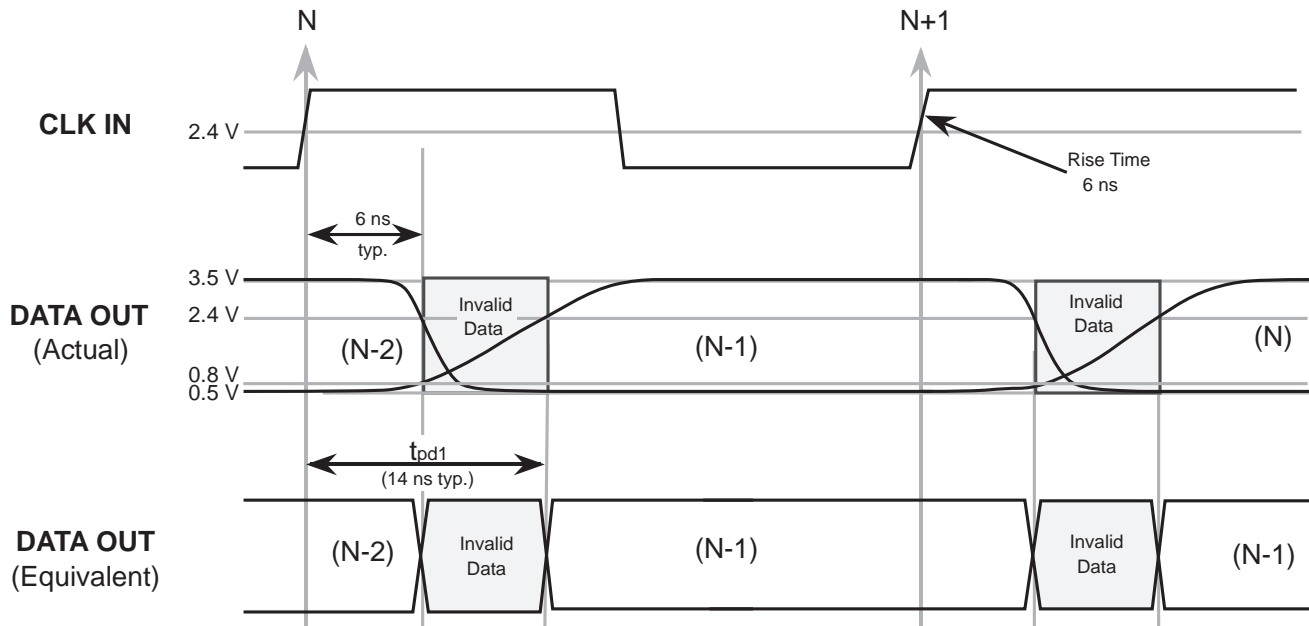 N
N+1
CLK IN
2.4 V
Rise Time
6 ns
6 ns
typ.
DATA OUT
(Actual)
3.5 V
2.4 V
0.8 V
0.5 V
(N-2)
Invalid
Data
(N-1)
Invalid
Data
(N)
tpd1
(14 ns typ.)
DATA OUT
(Equivalent)
(N-2)
Invalid
Data
(N-1)
Invalid
Data
(N-1)